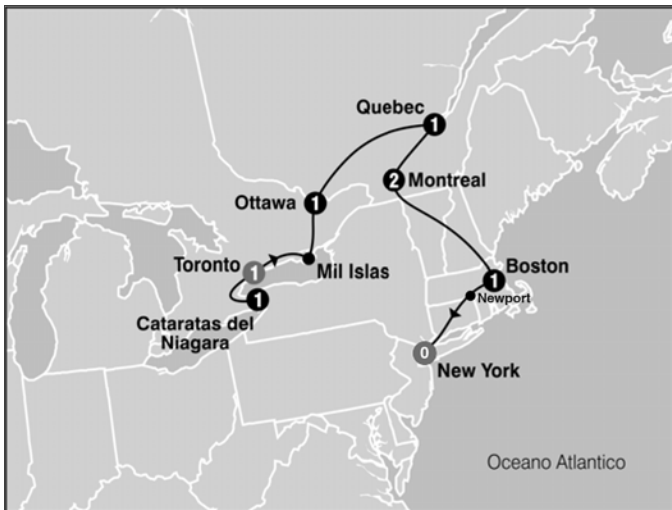 Quebec 1
2 Montreal
Ottawa 1
Toronto 1
Mil Islas
1 Boston
Newport
1
Cataratas del
Niagara
0
New York
Oceano Atlantico